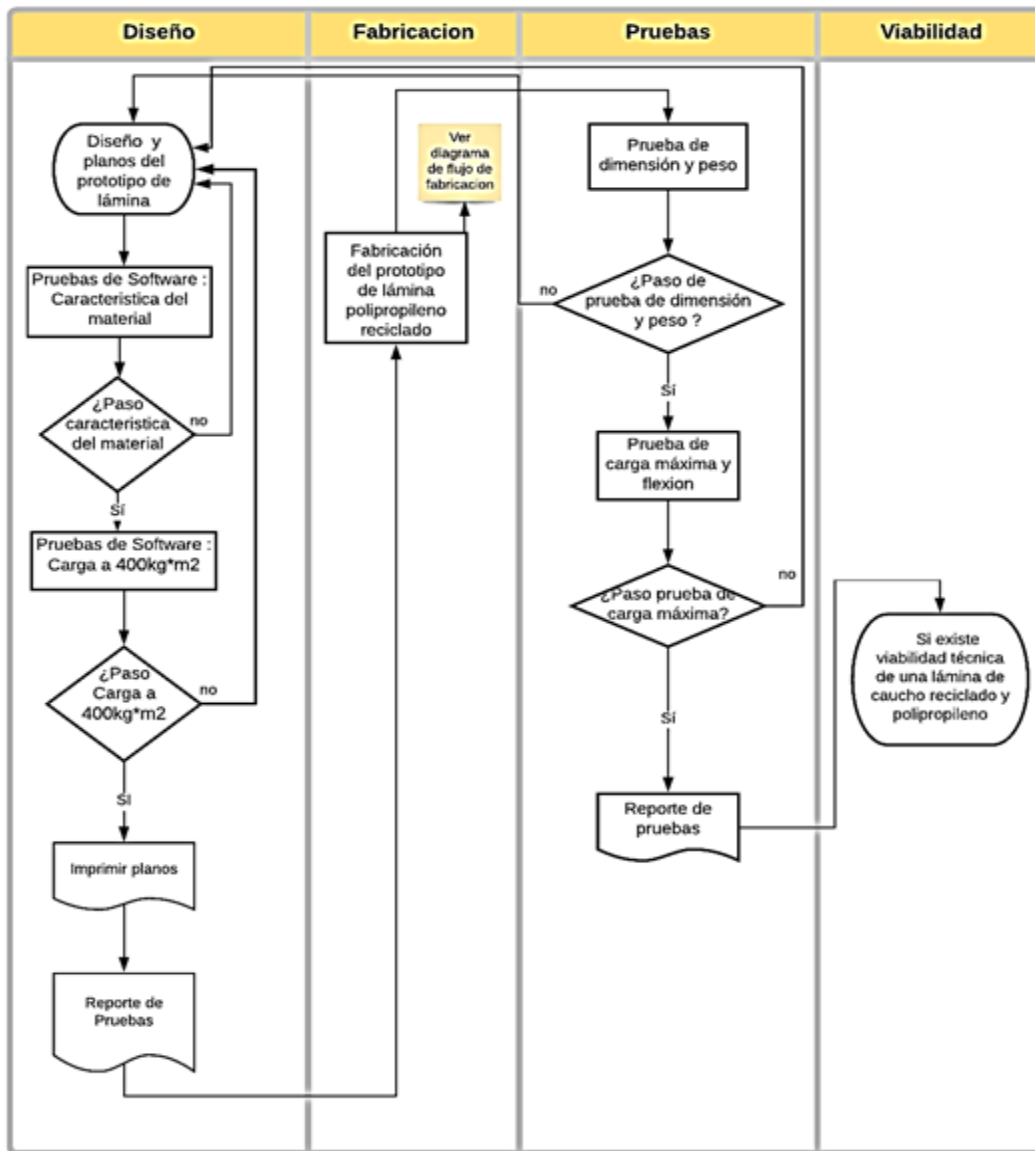 Diseño
Fabricacion
Pruebas
Viabilidad
Diseño y
planos del
prototipo de
lámina
Pruebas de Software :
Caracteristica del
material
¿Paso
caracteristica
del material
no
Sí
Pruebas de Software :
Carga a 400kg*m2
¿Paso
Carga a
400kg*m2
no
Sí
Imprimir planos
Reporte de
Pruebas
Ver
diagrama
de flujo de
fabricacion
Fabricación
del prototipo
de lámina
polipropileno
reciclado
Prueba de
dimensión y peso
¿Paso de
prueba de dimensión
y peso ?
no
Sí
Prueba de
carga máxima y
flexion
¿Paso prueba de
carga máxima?
no
Sí
Reporte de
pruebas
Si existe
viabilidad técnica
de una lámina de
caucho reciclado y
polipropileno